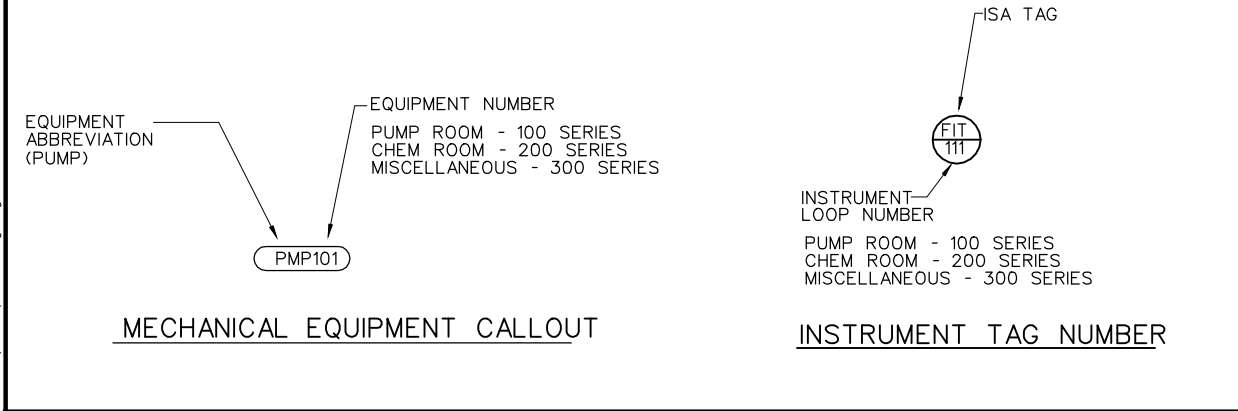 EQUIPMENT
ABBREVIATION
(PUMP)
EQUIPMENT NUMBER
PUMP ROOM - 100 SERIES
CHEM ROOM - 200 SERIES
MISCELLANEOUS - 300 SERIES
PMP101
MECHANICAL EQUIPMENT CALLOUT
ISA TAG
FIT
111
INSTRUMENT
LOOP NUMBER
PUMP ROOM - 100 SERIES
CHEM ROOM - 200 SERIES
MISCELLANEOUS - 300 SERIES
INSTRUMENT TAG NUMBER